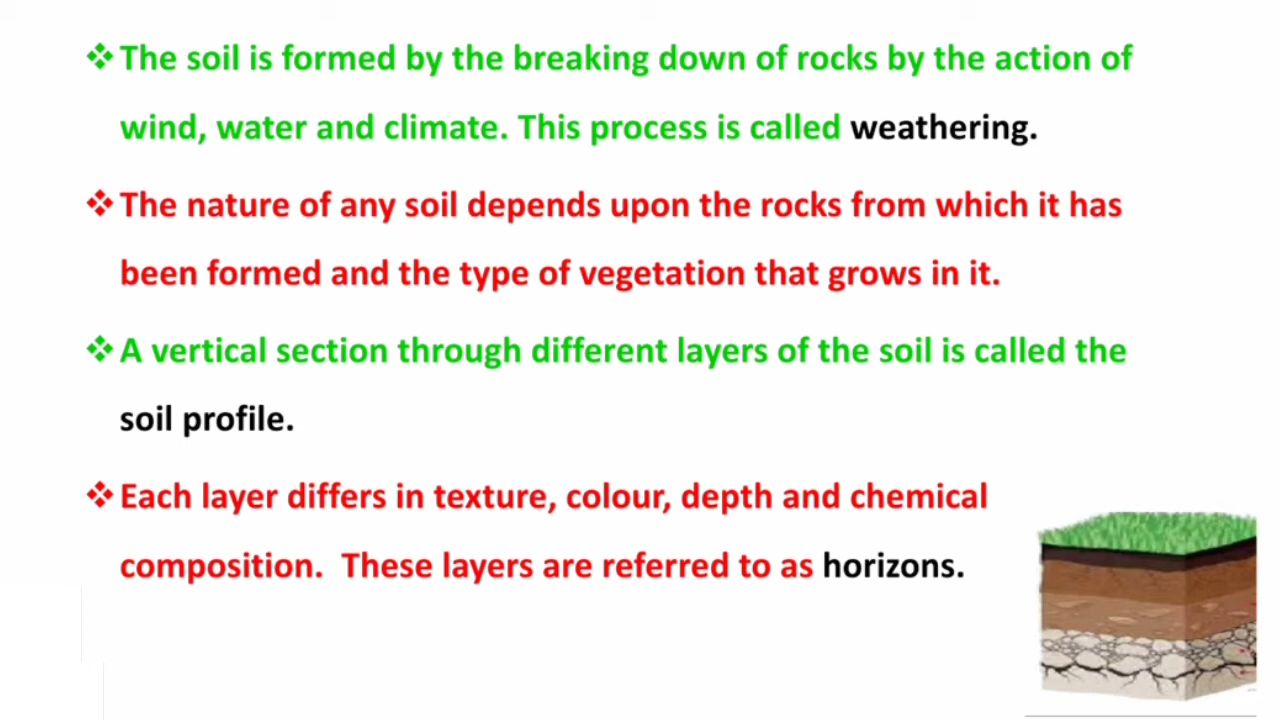 ❖The soil is formed by the breaking down of rocks by the action of
wind, water and climate. This process is called weathering.
❖The nature of any soil depends upon the rocks from which it has
been formed and the type of vegetation that grows in it.
❖A vertical section through different layers of the soil is called the
soil profile.
❖Each layer differs in texture, colour, depth and chemical
composition.  These layers are referred to as horizons.